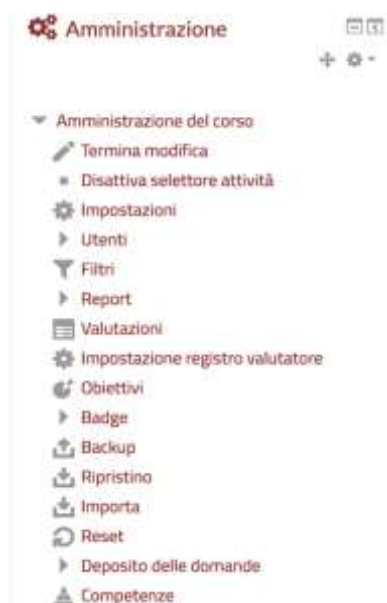 Amministrazione
Amministrazione del corso
Termina modifica
Disattiva selettore attività
Impostazioni
Utenti
Filtri
Report
Valutazioni
Impostazione registro valutatore
Obiettivi
Badge
Backup
Ripristino
Importa
Reset
Deposito delle domande
Competenze